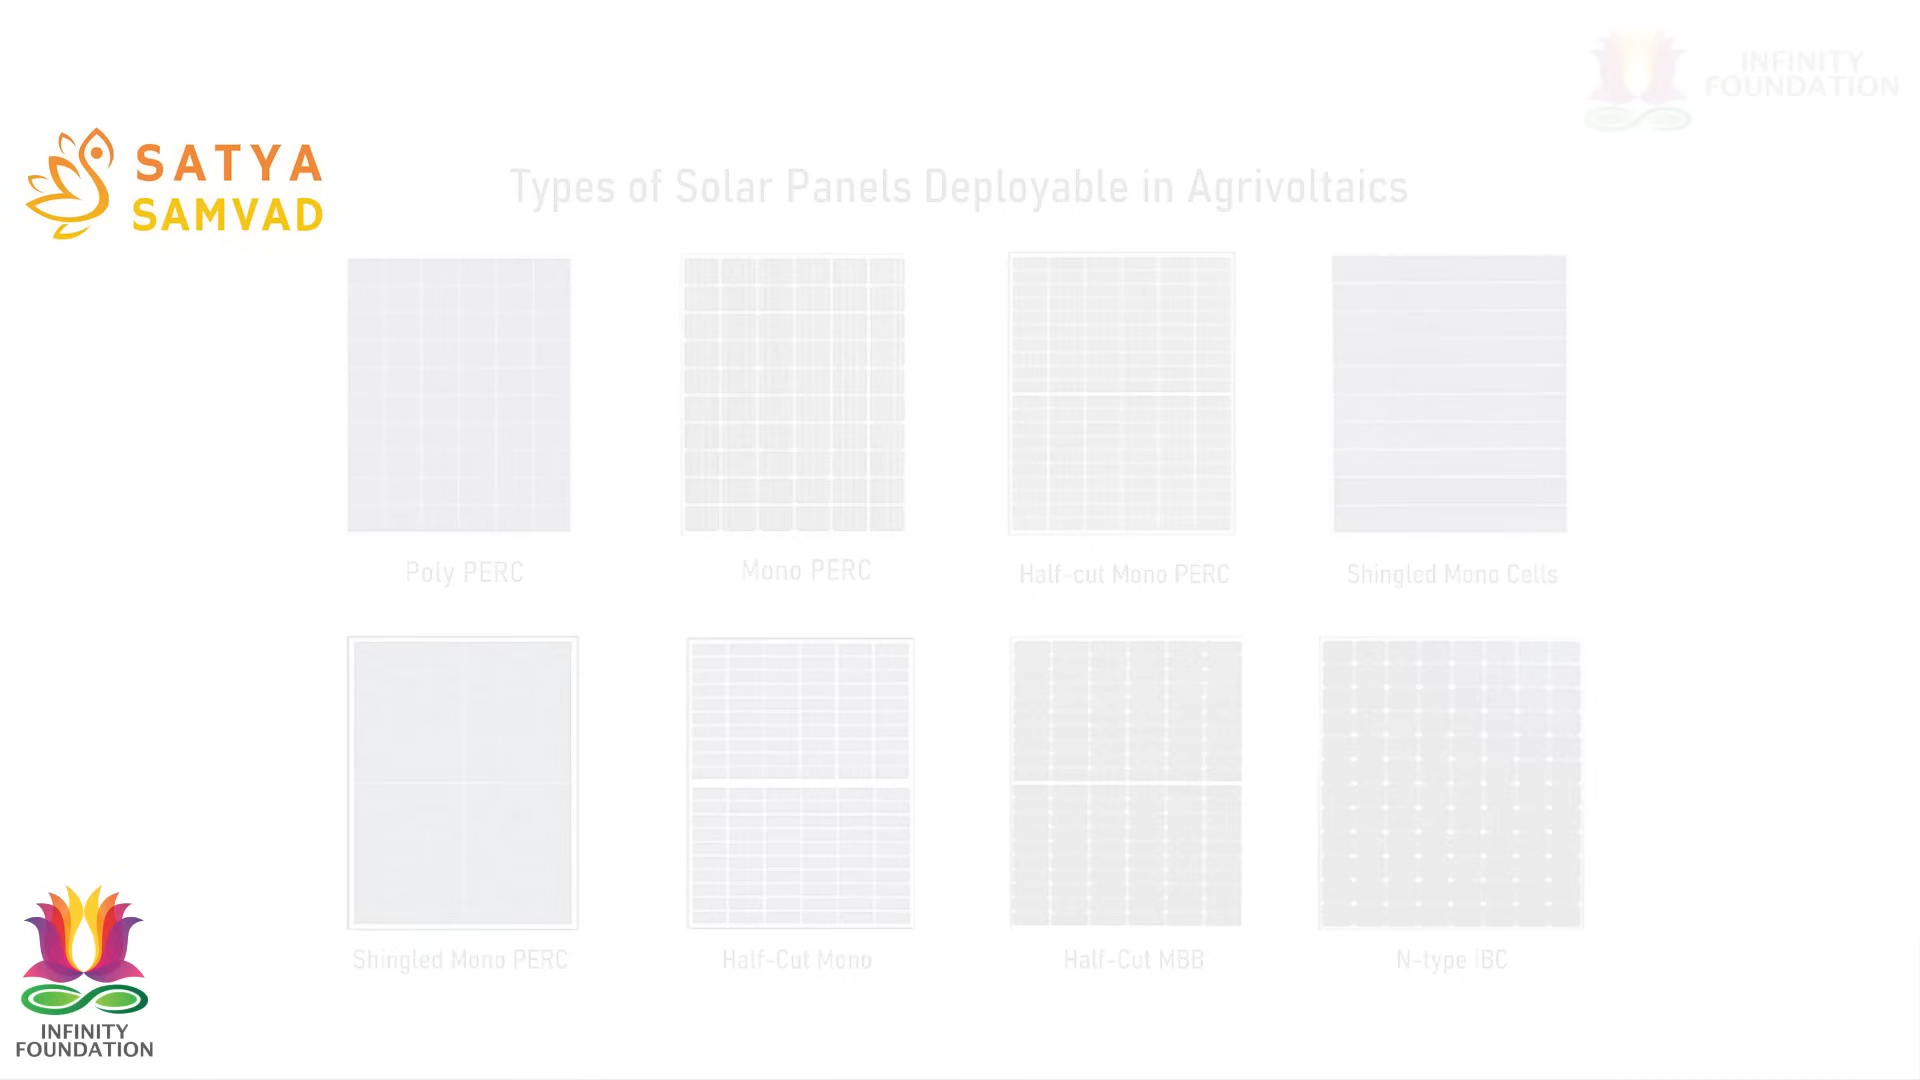 INFINITY
FOUNDATION
SATYA
SAMVAD
Types of Solar Panels Deployable in Agrivoltaics
Poly PERC
Mono PERC
Half-cut Mono PERC
Shingled Mono Cells
Shingled Mono PERC
Half-Cut Mono
Half-Cut MBB
N-type IBC
INFINITY
FOUNDATION